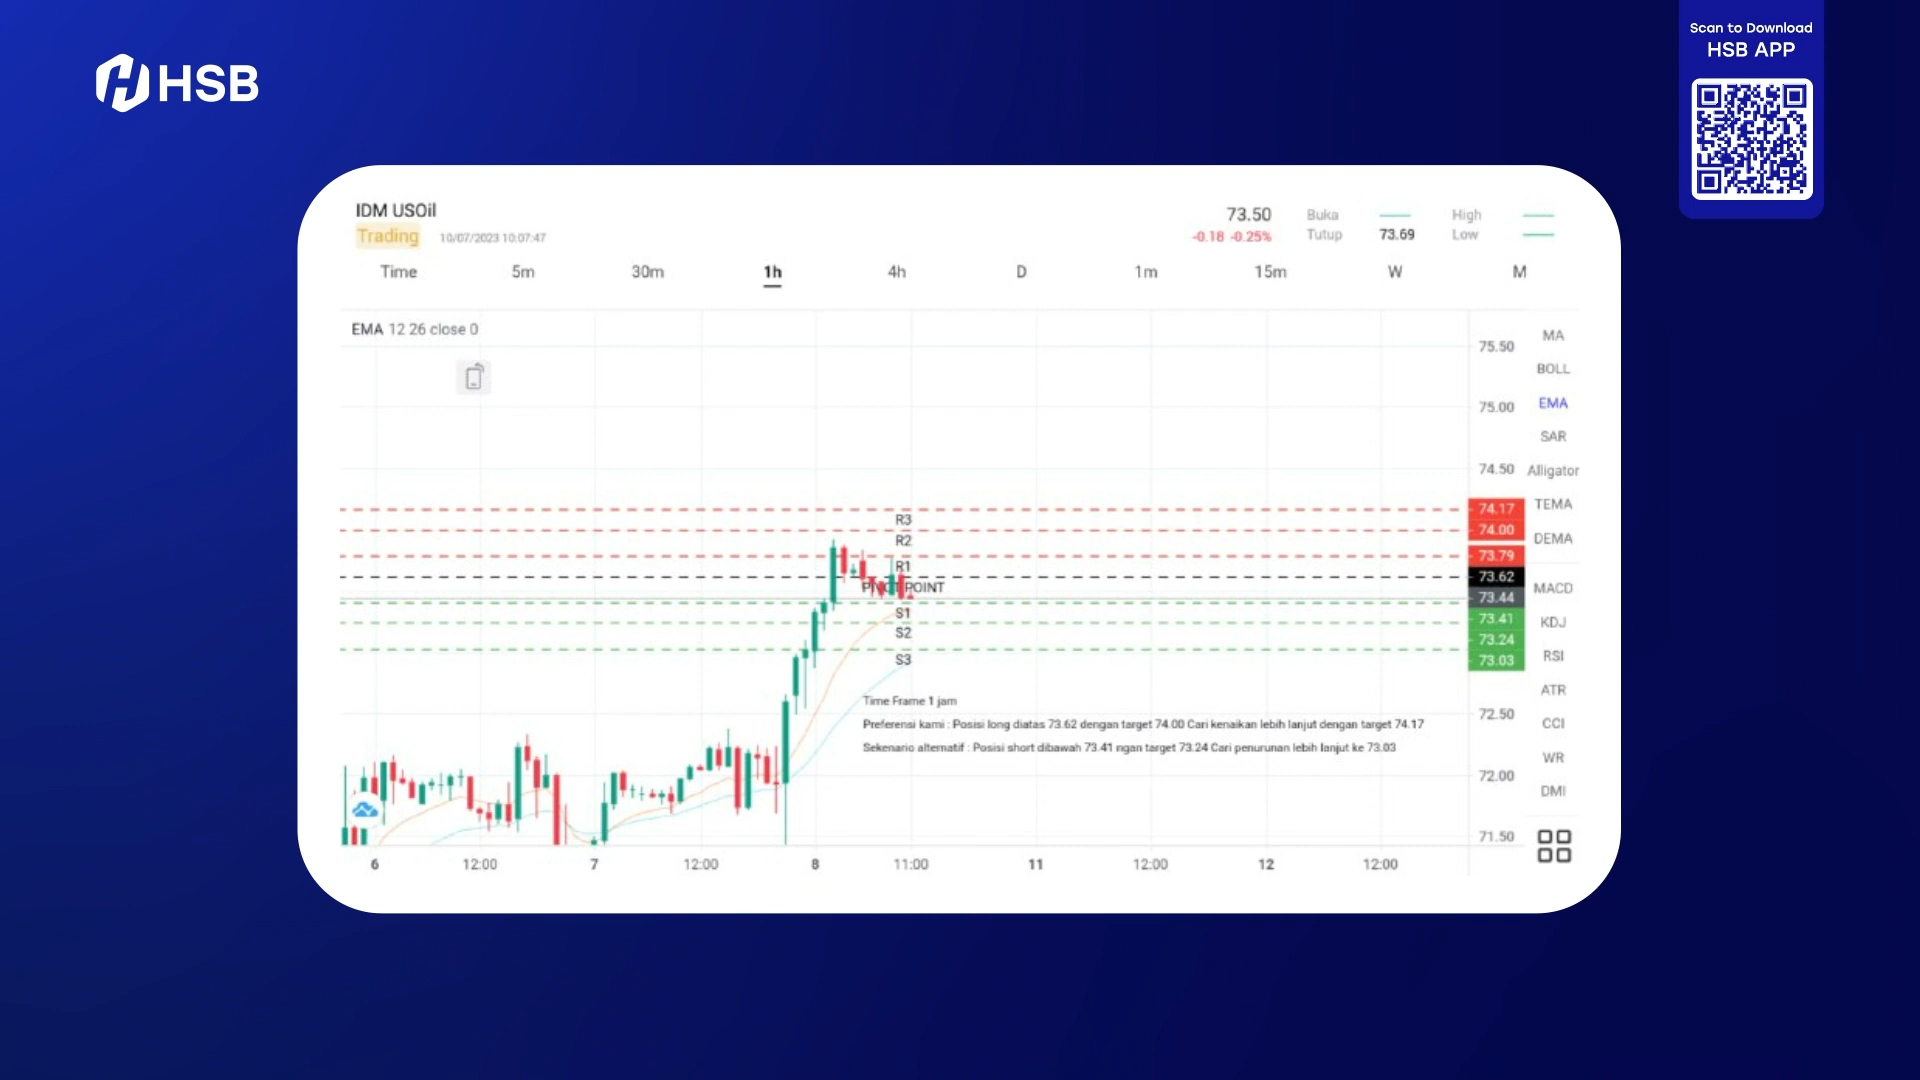 HSB
Scan to Download
HSB APP
IDM USOil
Trading 10/07/2023 10:07:47
73.50
-0.18 -0.25%
Buka
Tutup 73.69
High
Low
Time 5m 30m 1h 4h D 1m 15m W M
EMA 12 26 close 0
75.50
75.00
74.50
74.17
74.00
73.79
73.62
73.44
73.41
73.24
73.03
72.50
72.00
71.50
MA
BOLL
EMA
SAR
Alligator
TEMA
DEMA
MACD
KDJ
RSI
ATR
CCI
WR
DMI
R3
R2
R1
PIVOT POINT
S1
S2
S3
Time Frame 1 jam
Preferensi kami : Posisi long diatas 73.62 dengan target 74.00 Cari kenaikan lebih lanjut dengan target 74.17
Sekenario alternatif : Posisi short dibawah 73.41 ngan target 73.24 Cari penurunan lebih lanjut ke 73.03
6 12:00 7 12:00 8 11:00 11 12:00 12 12:00